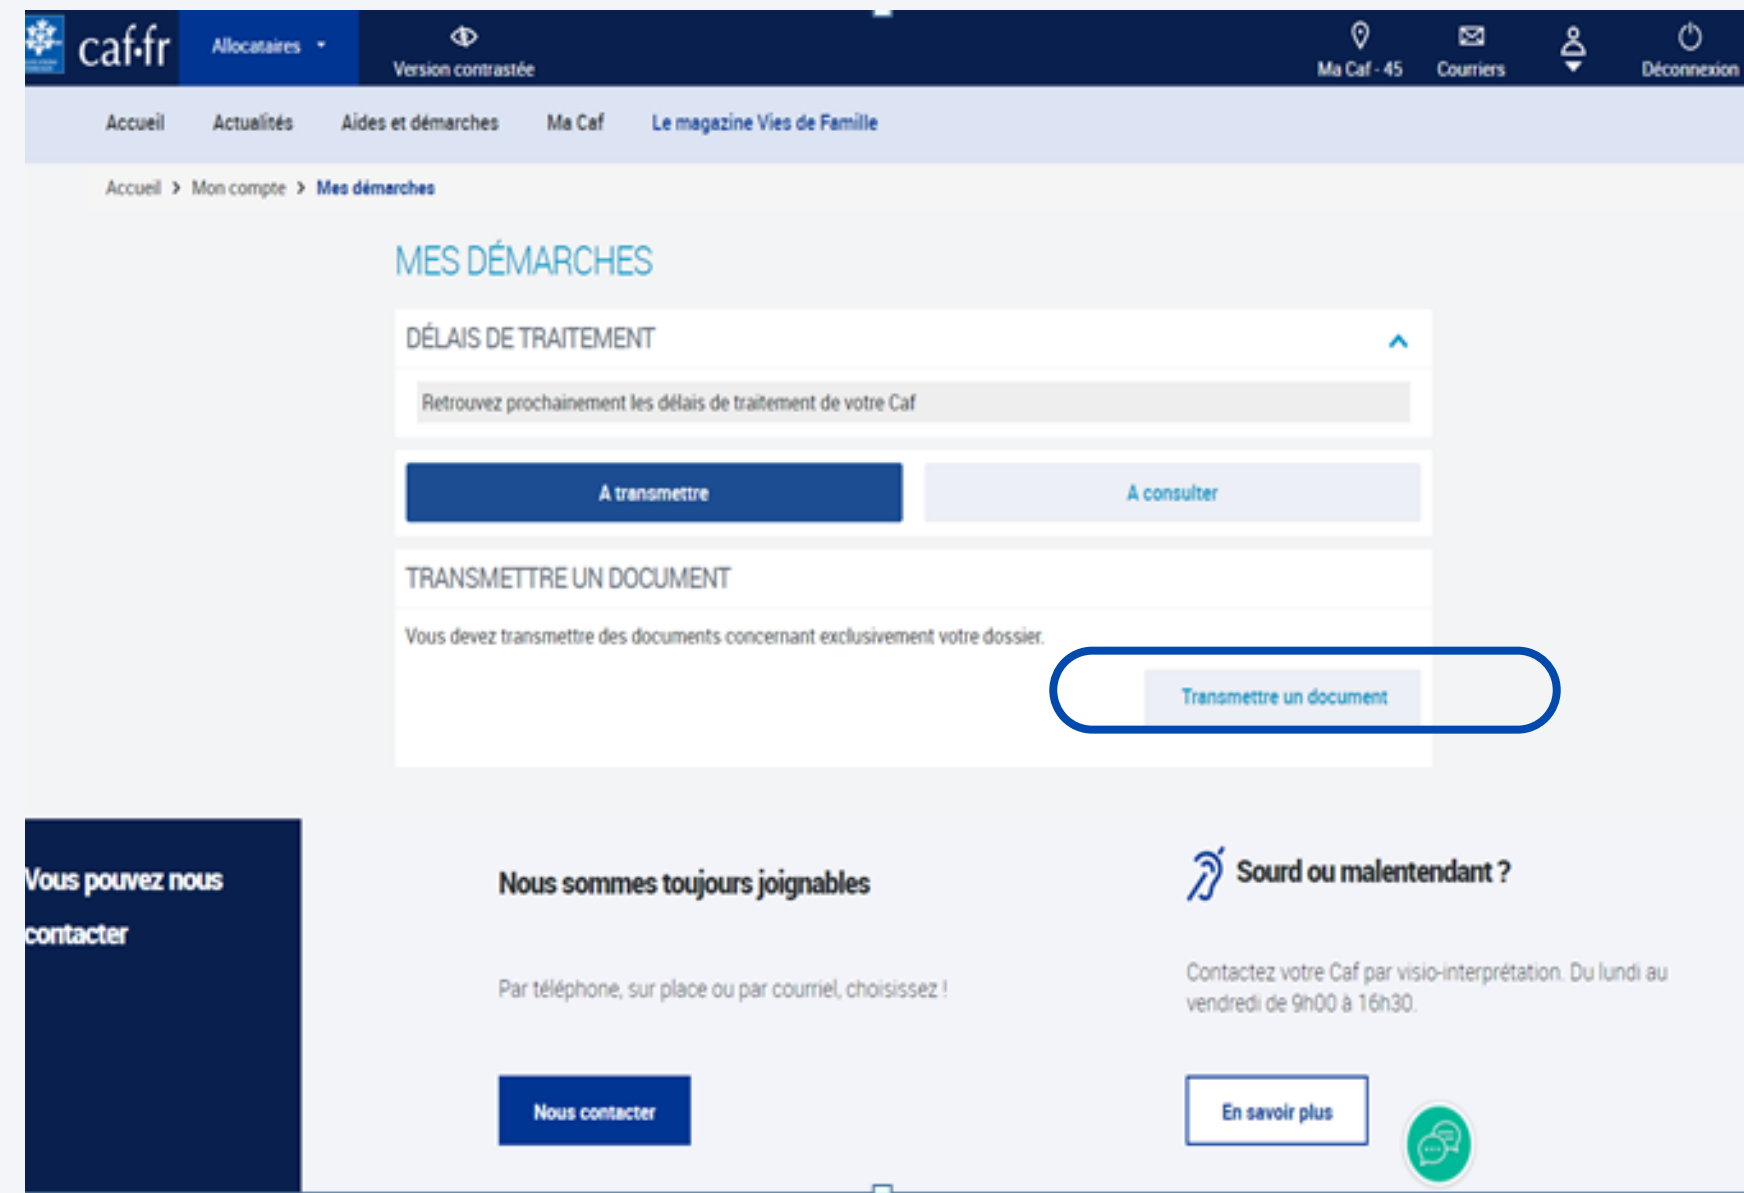 caf.fr
Allocataires
Version contrastée
Ma Caf - 45
Courriers
Déconnexion
Accueil
Actualités
Aides et démarches
Ma Caf
Le magazine Vies de Famille
Accueil > Mon compte > Mes démarches
MES DÉMARCHES
DÉLAIS DE TRAITEMENT
Retrouvez prochainement les délais de traitement de votre Caf
A transmettre
A consulter
TRANSMETTRE UN DOCUMENT
Vous devez transmettre des documents concernant exclusivement votre dossier.
Transmettre un document
Vous pouvez nous
contacter
Nous sommes toujours joignables
Par téléphone, sur place ou par courriel, choisissez !
Nous contacter
Sourd ou malentendant ?
Contactez votre Caf par visio-interprétation. Du lundi au
vendredi de 9h00 à 16h30.
En savoir plus